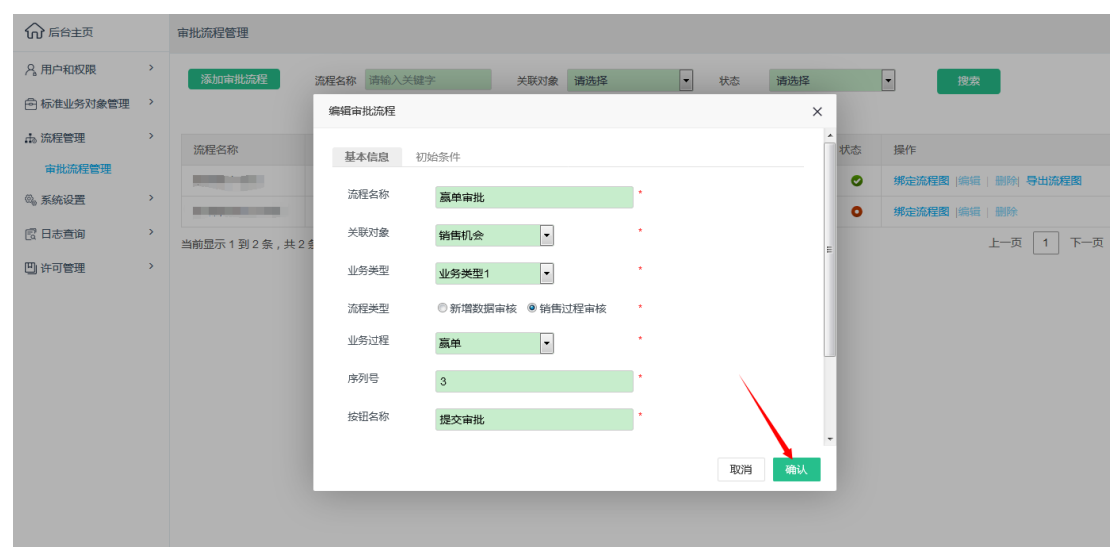 后台主页
审批流程管理
用户和权限
标准业务对象管理
流程管理
审批流程管理
系统设置
日志查询
许可管理
添加审批流程 流程名称 请输入关键字 关联对象 请选择 状态 请选择 搜索
流程名称 状态 操作
绑定流程图 |编辑 | 删除| 导出流程图
绑定流程图 |编辑 | 删除
当前显示 1 到 2 条，共 2
上一页 1 下一页
编辑审批流程 ×
基本信息 初始条件
流程名称 赢单审批 *
关联对象 销售机会 *
业务类型 业务类型1 *
流程类型 新增数据审核 销售过程审核 *
业务过程 赢单 *
序列号 3 *
按钮名称 提交审批 *
取消 确认